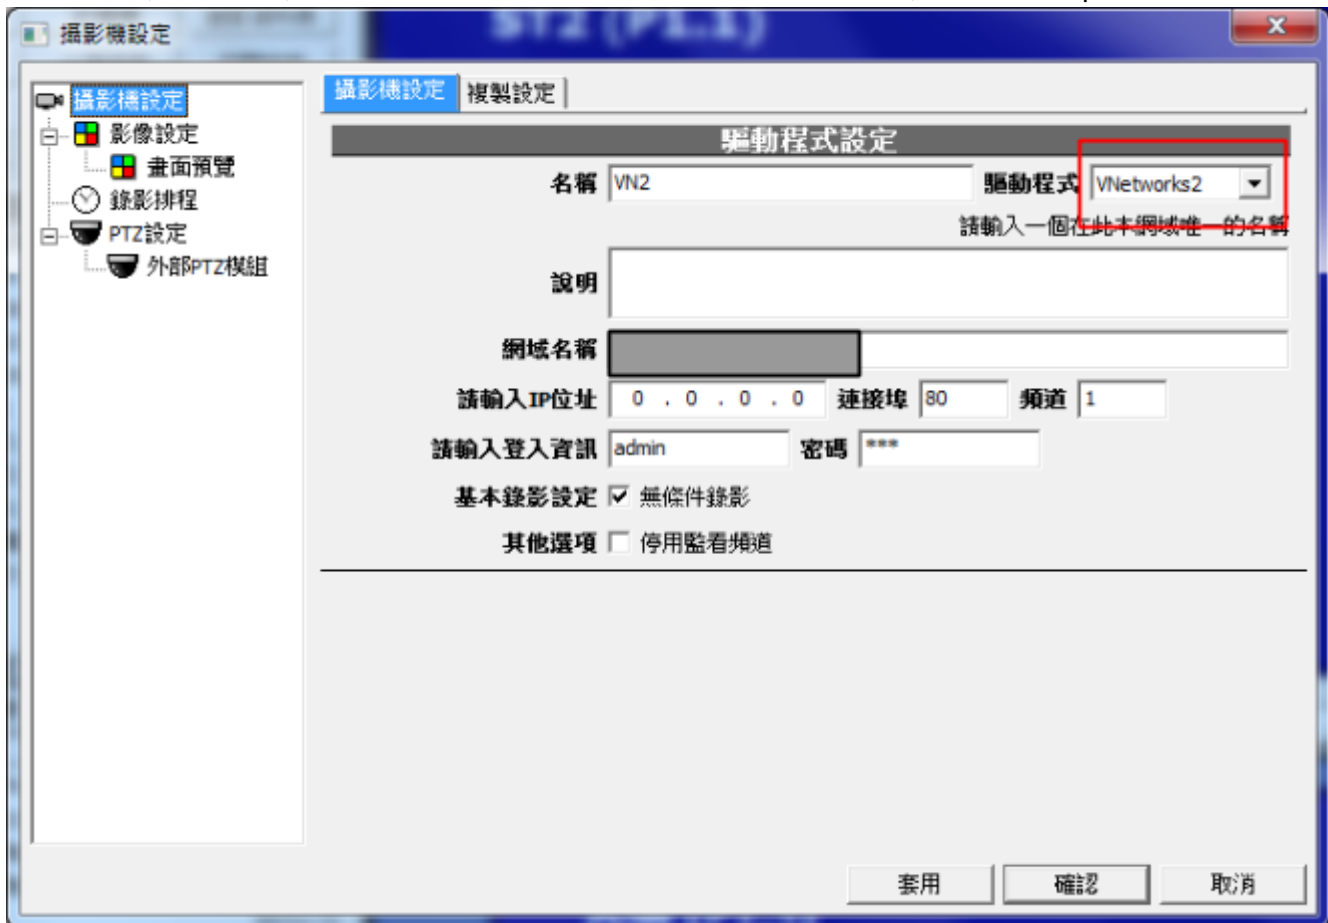 ST2 (P1.1)
攝影機設定
攝影機設定
影像設定
畫面預覽
錄影排程
PTZ設定
外部PTZ模組
攝影機設定 複製設定
驅動程式設定
名稱 VN2 驅動程式 VNetworks2
請輸入一個在此本網域唯一的名稱
說明
網域名稱
請輸入IP位址 0 . 0 . 0 . 0 連接埠 80 頻道 1
請輸入登入資訊 admin 密碼 ***
基本錄影設定 無條件錄影
其他選項 停用監看頻道
套用 確認 取消